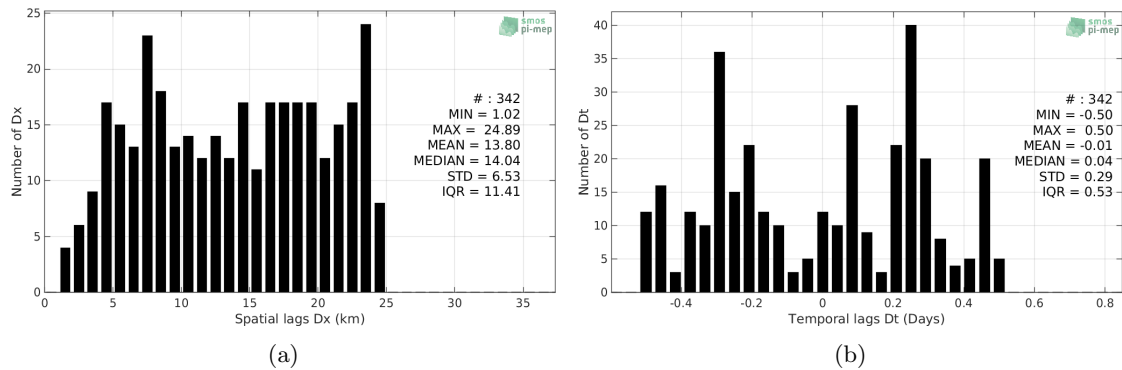 25
20
15
10
5
0
Number of Dx
0 5 10 15 20 25 30 35
Spatial lags Dx (km)
smos
pi-mep
# : 342
MIN = 1.02
MAX = 24.89
MEAN = 13.80
MEDIAN = 14.04
STD = 6.53
IQR = 11.41
(a)
40
35
30
25
20
15
10
5
0
Number of Dt
-0.4 -0.2 0 0.2 0.4 0.6 0.8
Temporal lags Dt (Days)
smos
pi-mep
# : 342
MIN = -0.50
MAX = 0.50
MEAN = -0.01
MEDIAN = 0.04
STD = 0.29
IQR = 0.53
(b)